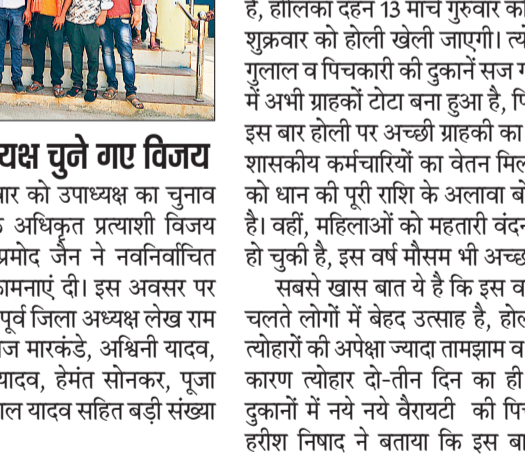 यक्ष चुने गए विजय
को उपाध्यक्ष का चुनाव
अधिकृत प्रत्याशी विजय
प्रमोद जैन ने नवनिर्वाचित
दी। इस अवसर पर
पूर्व जिला अध्यक्ष लेख राम
मारकंडे, अश्विनी यादव,
यादव, हेमंत सोनकर, पूजा
यादव सहित बड़ी संख्या
है, होलिका दहन 13 मार्च गुरुवार को
शुक्रवार को होली खेली जाएगी।
गुलाल व पिचकारी की दुकानें सज
में अभी ग्राहकों टोटा बना हुआ है,
इस बार होली पर अच्छी ग्राहकी का
शासकीय कर्मचारियों का वेतन
को धान की पूरी राशि के अलावा
है। वहीं, महिलाओं को महतारी
हो चुकी है, इस वर्ष मौसम भी
सबसे खास बात ये है कि इस
चलते लोगों में बेहद उत्साह है,
त्योहारों की अपेक्षा ज्यादा तामझाम
कारण त्योहार दो-तीन दिन का ही
दुकानों में नये नये वैरायटी की
हरीश निषाद ने बताया कि इस